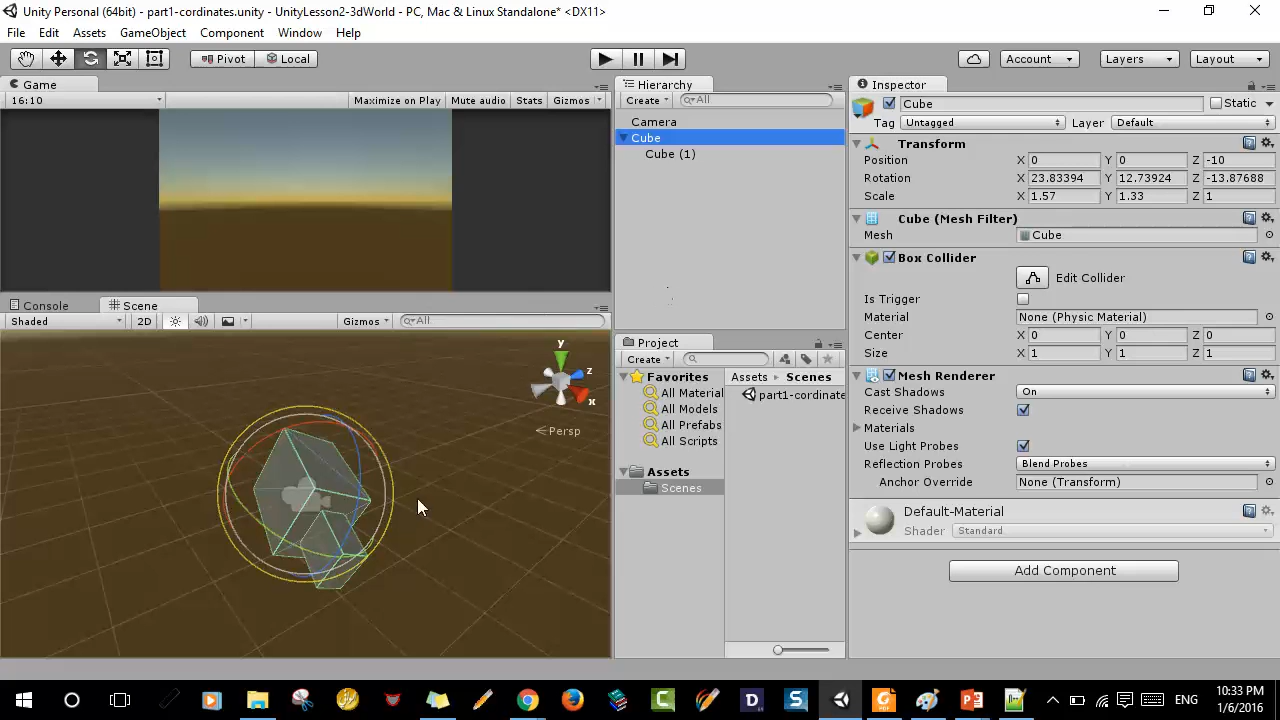 Unity Personal (64bit) - part1-cordinates.unity - UnityLesson2-3dWorld - PC, Mac & Linux Standalone* <DX11>
File Edit Assets GameObject Component Window Help
Pivot Local Account Layers Layout
Game
16:10 Maximize on Play Mute audio Stats Gizmos
Console Scene
Shaded 2D Gizmos All
y
z
x
Persp
Hierarchy
Create All
Camera
Cube
Cube (1)
Project
Create
Favorites
All Material
All Models
All Prefabs
All Scripts
Assets
Scenes
Assets Scenes
part1-cordinate
Inspector
Cube Static
Tag Untagged Layer Default
Transform
Position X 0 Y 0 Z -10
Rotation X 23.83394 Y 12.73924 Z -13.87688
Scale X 1.57 Y 1.33 Z 1
Cube (Mesh Filter)
Mesh Cube
Box Collider
Edit Collider
Is Trigger
Material None (Physic Material)
Center X 0 Y 0 Z 0
Size X 1 Y 1 Z 1
Mesh Renderer
Cast Shadows On
Receive Shadows
Materials
Use Light Probes
Reflection Probes Blend Probes
Anchor Override None (Transform)
Default-Material
Shader Standard
Add Component
ENG
10:33 PM
1/6/2016